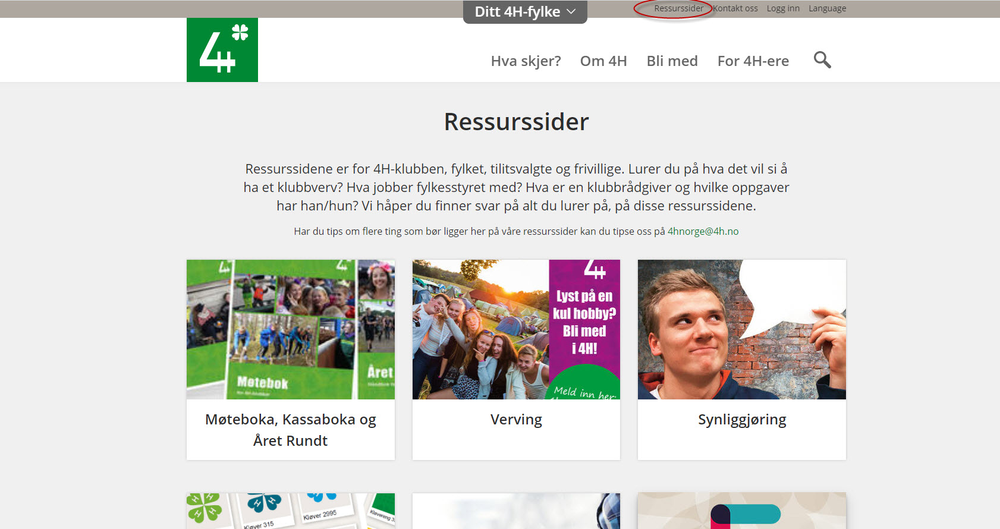 Ditt 4H-fylke
Ressurssider Kontakt oss Logg inn Language
4H
Hva skjer? Om 4H Bli med For 4H-ere
Ressurssider
Ressurssidene er for 4H-klubben, fylket, tilitsvalgte og frivillige. Lurer du på hva det vil si å
ha et klubbverv? Hva jobber fylkesstyret med? Hva er en klubbrådgiver og hvilke oppgaver
har han/hun? Vi håper du finner svar på alt du lurer på, på disse ressurssidene.
Har du tips om flere ting som bør ligger her på våre ressurssider kan du tipse oss på 4hnorge@4h.no
4H
4H
Møtebok
Året
4H
Lyst på en
kul hobby?
Bli med
i 4H!
Meld inn her:
Møteboka, Kassaboka og
Året Rundt
Verving
Synliggjøring
H H H
Kløver 315
Kløver 2995
Kløvereng 3